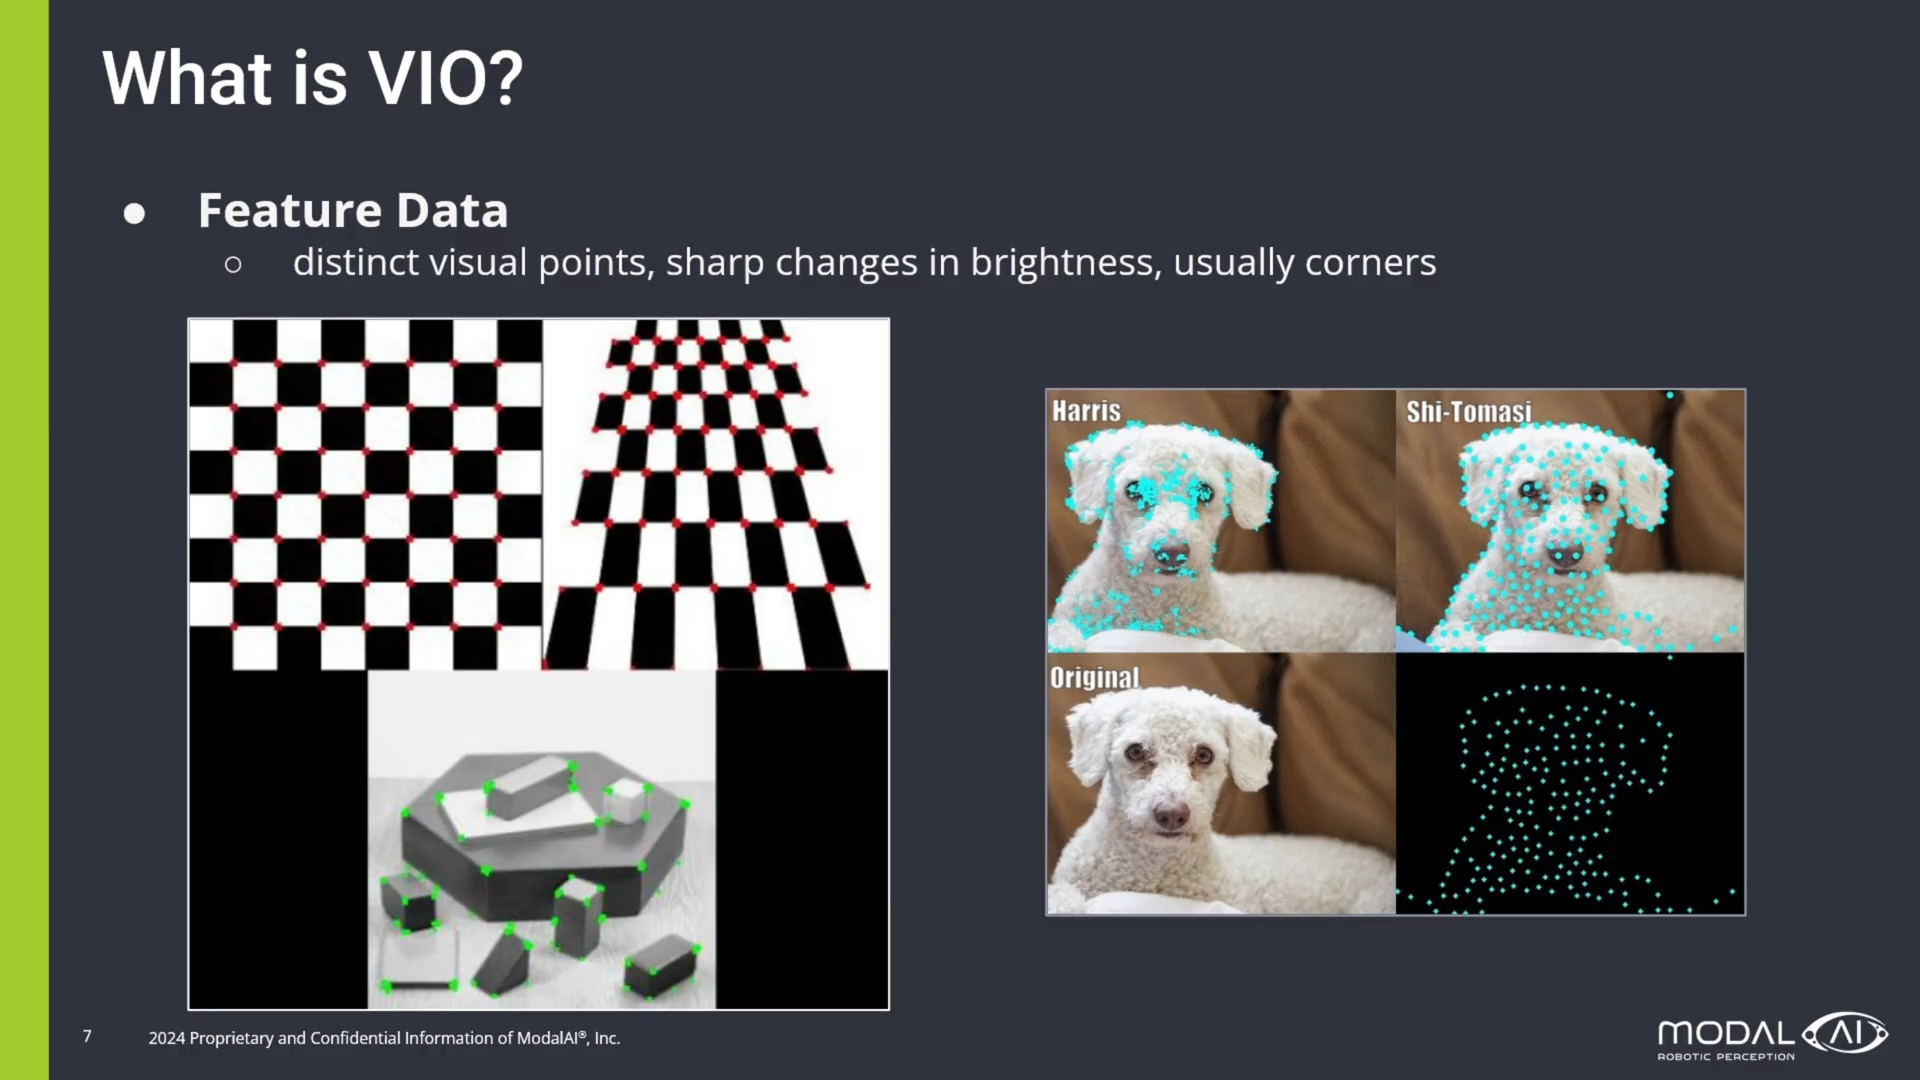 What is VIO?
● Feature Data
○ distinct visual points, sharp changes in brightness, usually corners
Harris
Shi-Tomasi
Original
7
2024 Proprietary and Confidential Information of ModalAI®, Inc.
MODAL AI
ROBOTIC PERCEPTION